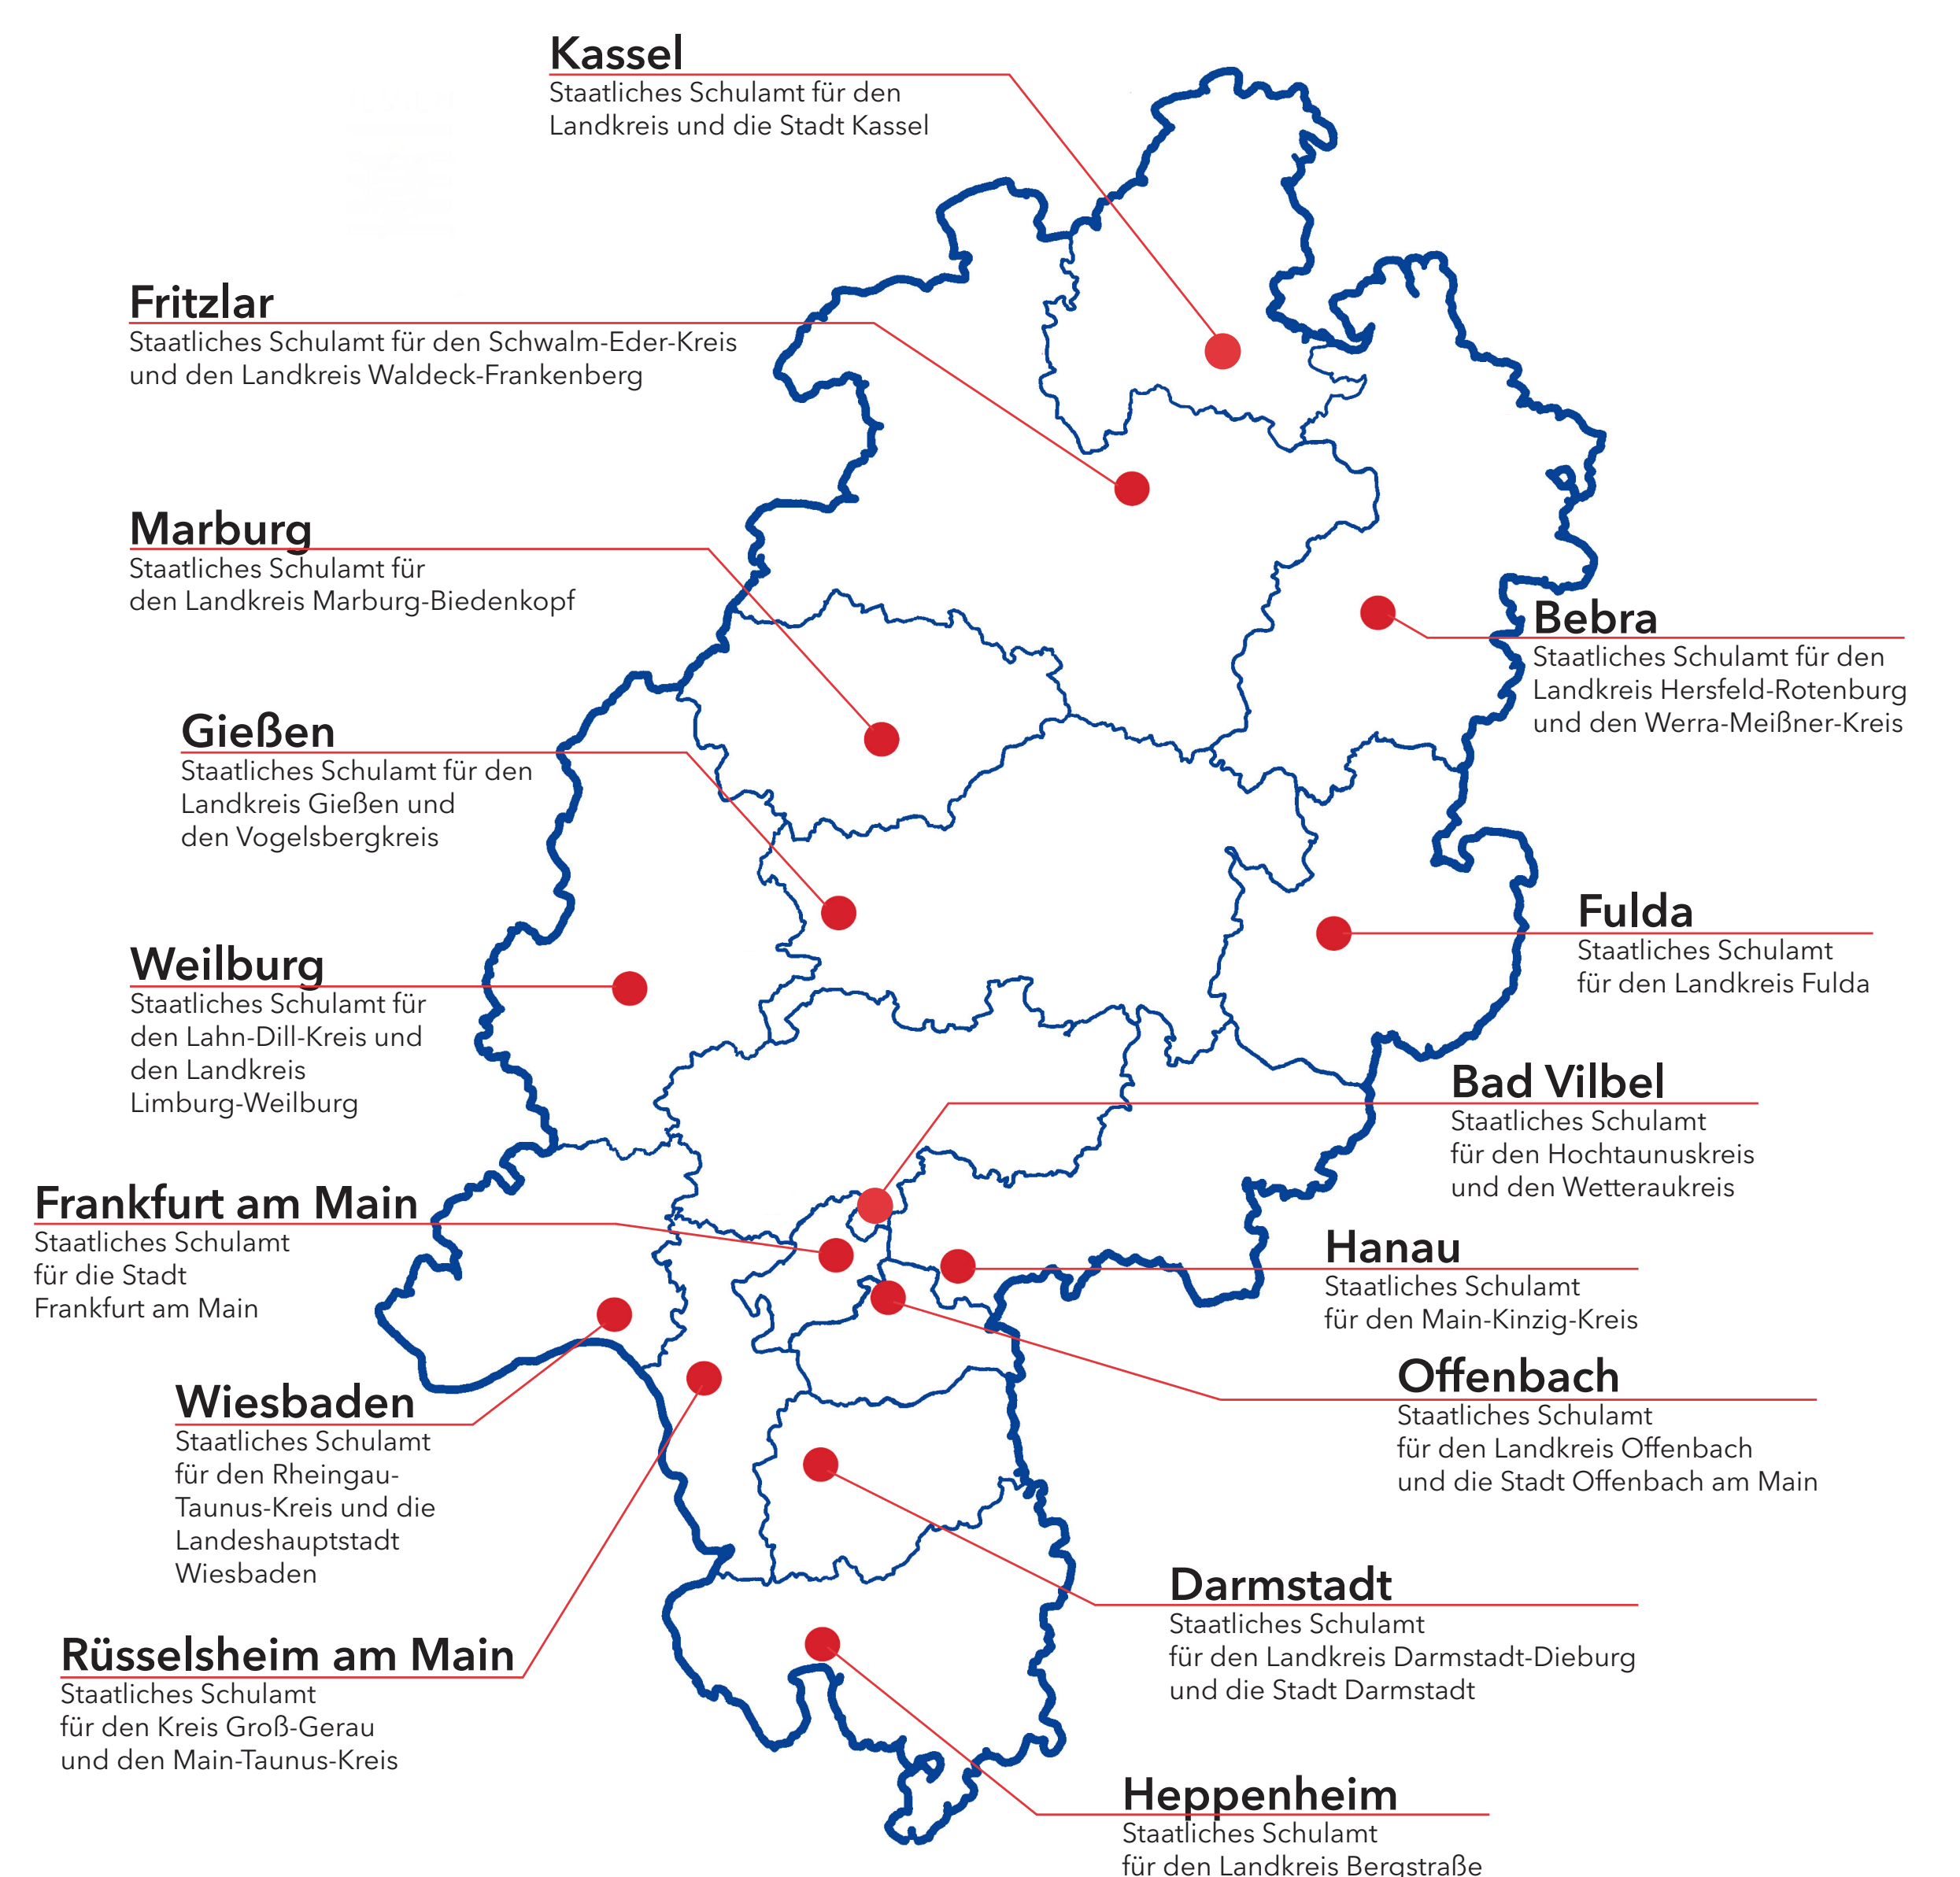 Kassel
Staatliches Schulamt für den
Landkreis und die Stadt Kassel
Fritzlar
Staatliches Schulamt für den Schwalm-Eder-Kreis
und den Landkreis Waldeck-Frankenberg
Marburg
Staatliches Schulamt für
den Landkreis Marburg-Biedenkopf
Bebra
Staatliches Schulamt für den
Landkreis Hersfeld-Rotenburg
und den Werra-Meißner-Kreis
Gießen
Staatliches Schulamt für den
Landkreis Gießen und
den Vogelsbergkreis
Fulda
Staatliches Schulamt
für den Landkreis Fulda
Weilburg
Staatliches Schulamt für
den Lahn-Dill-Kreis und
den Landkreis
Limburg-Weilburg
Bad Vilbel
Staatliches Schulamt
für den Hochtaunuskreis
und den Wetteraukreis
Frankfurt am Main
Staatliches Schulamt
für die Stadt
Frankfurt am Main
Hanau
Staatliches Schulamt
für den Main-Kinzig-Kreis
Offenbach
Staatliches Schulamt
für den Landkreis Offenbach
und die Stadt Offenbach am Main
Wiesbaden
Staatliches Schulamt
für den Rheingau-
Taunus-Kreis und die
Landeshauptstadt
Wiesbaden
Darmstadt
Staatliches Schulamt
für den Landkreis Darmstadt-Dieburg
und die Stadt Darmstadt
Rüsselsheim am Main
Staatliches Schulamt
für den Kreis Groß-Gerau
und den Main-Taunus-Kreis
Heppenheim
Staatliches Schulamt
für den Landkreis Bergstraße